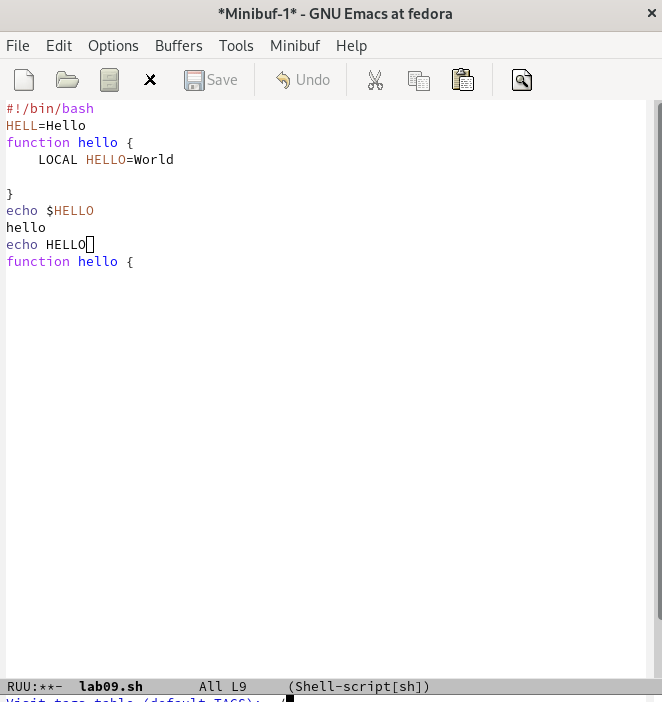 *Minibuf-1* - GNU Emacs at fedora
File Edit Options Buffers Tools Minibuf Help
Save Undo
#!/bin/bash
HELL=Hello
function hello {
    LOCAL HELLO=World
}
echo $HELLO
hello
echo HELLO
function hello {
RUU:**- lab09.sh All L9 (Shell-script[sh])
Visit tags table (default TAGS):